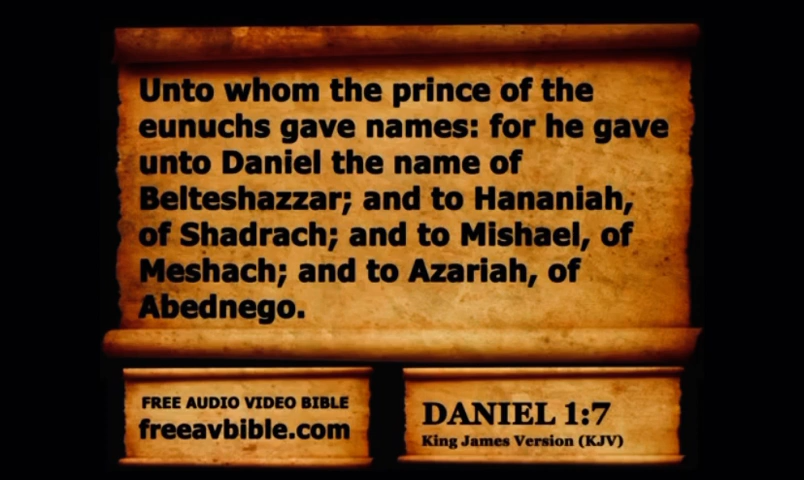 Unto whom the prince of the
eunuchs gave names: for he gave
unto Daniel the name of
Belteshazzar; and to Hananiah,
of Shadrach; and to Mishael, of
Meshach; and to Azariah, of
Abednego.
FREE AUDIO VIDEO BIBLE
freeavbible.com
DANIEL 1:7
King James Version (KJV)